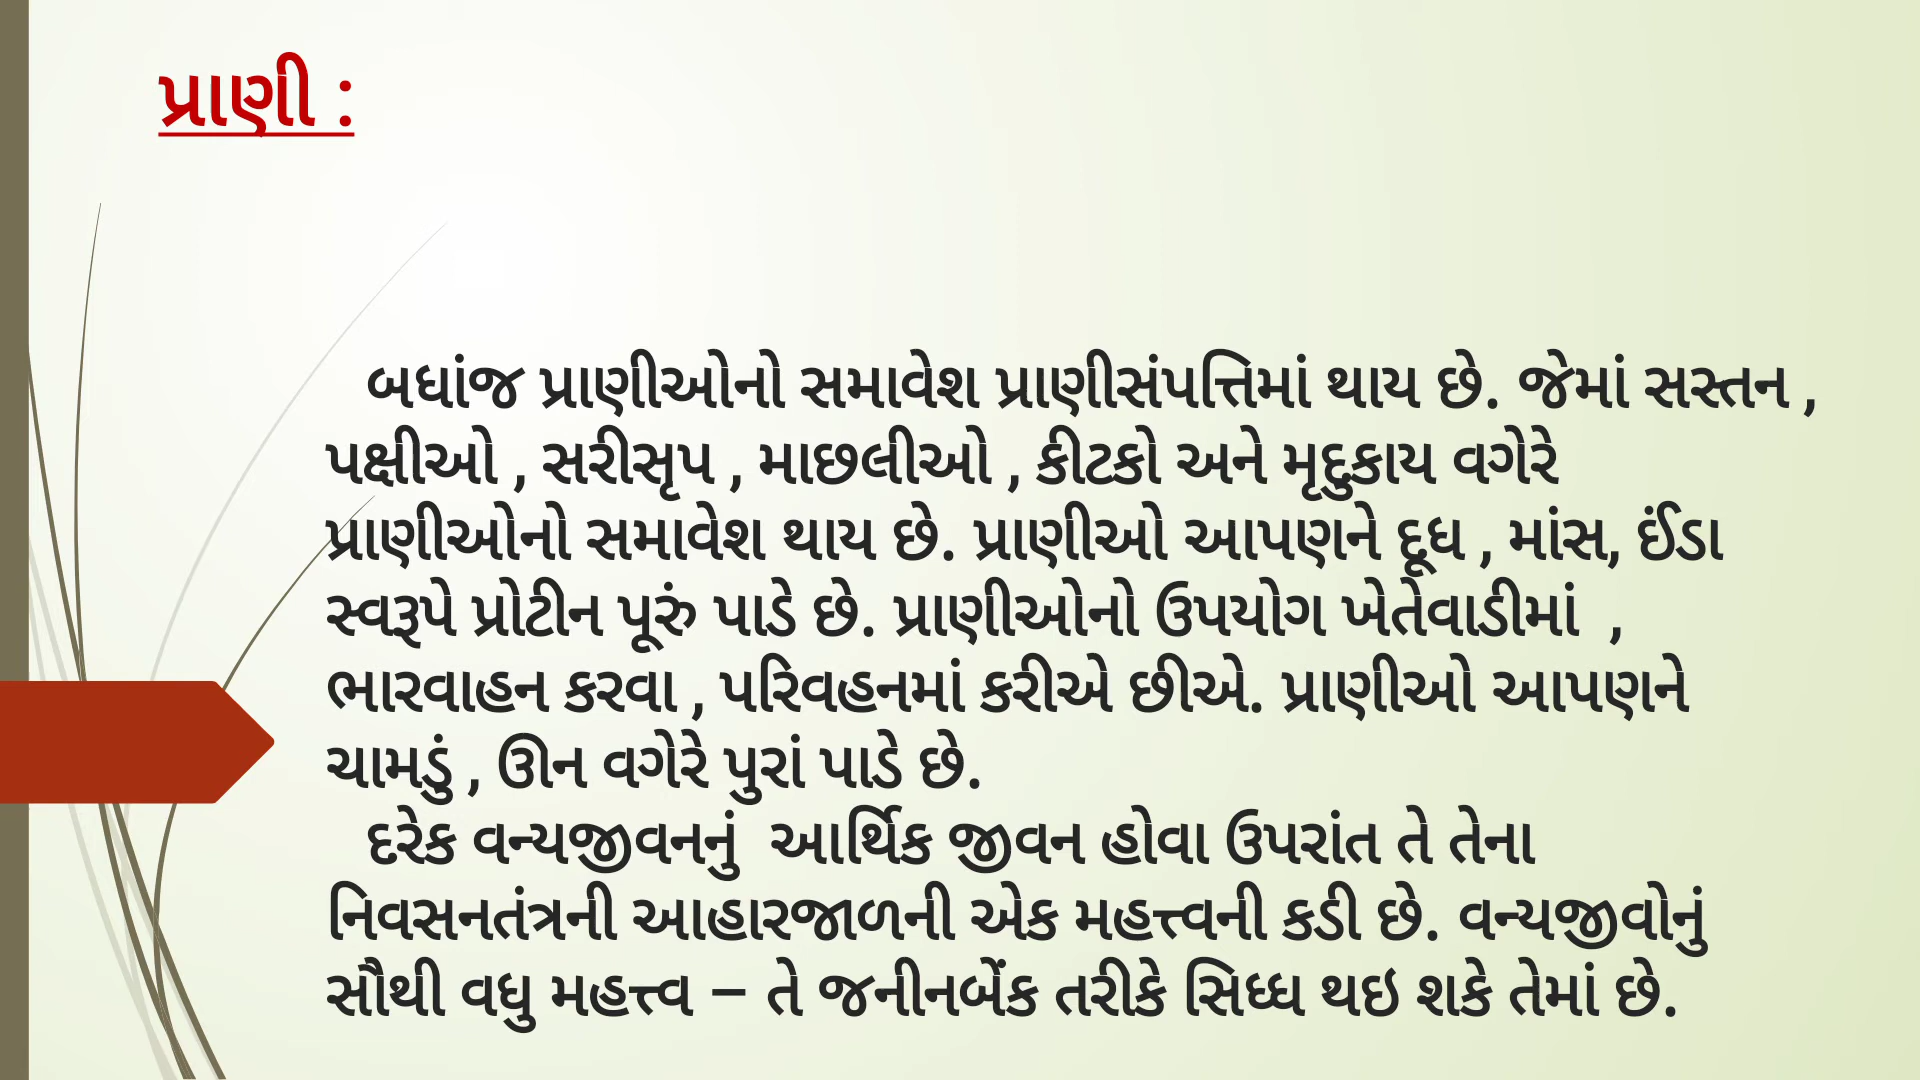 પ્રાણી :
બધાંજ પ્રાણીઓનો સમાવેશ પ્રાણીસંપત્તિમાં થાય છે. જેમાં સસ્તન ,
પક્ષીઓ , સરીસૃપ , માછલીઓ , કીટકો અને મૃદુકાય વગેરે
પ્રાણીઓનો સમાવેશ થાય છે. પ્રાણીઓ આપણને દૂધ , માંસ, ઈંડા
સ્વરૂપે પ્રોટીન પૂરું પાડે છે. પ્રાણીઓનો ઉપયોગ ખેતેવાડીમાં ,
ભારવાહન કરવા , પરિવહનમાં કરીએ છીએ. પ્રાણીઓ આપણને
ચામડું , ઊન વગેરે પુરાં પાડે છે.
દરેક વન્યજીવનનું આર્થિક જીવન હોવા ઉપરાંત તે તેના
નિવસનતંત્રની આહારજાળની એક મહત્ત્વની કડી છે. વન્યજીવોનું
સૌથી વધુ મહત્ત્વ – તે જનીનબેંક તરીકે સિધ્ધ થઇ શકે તેમાં છે.